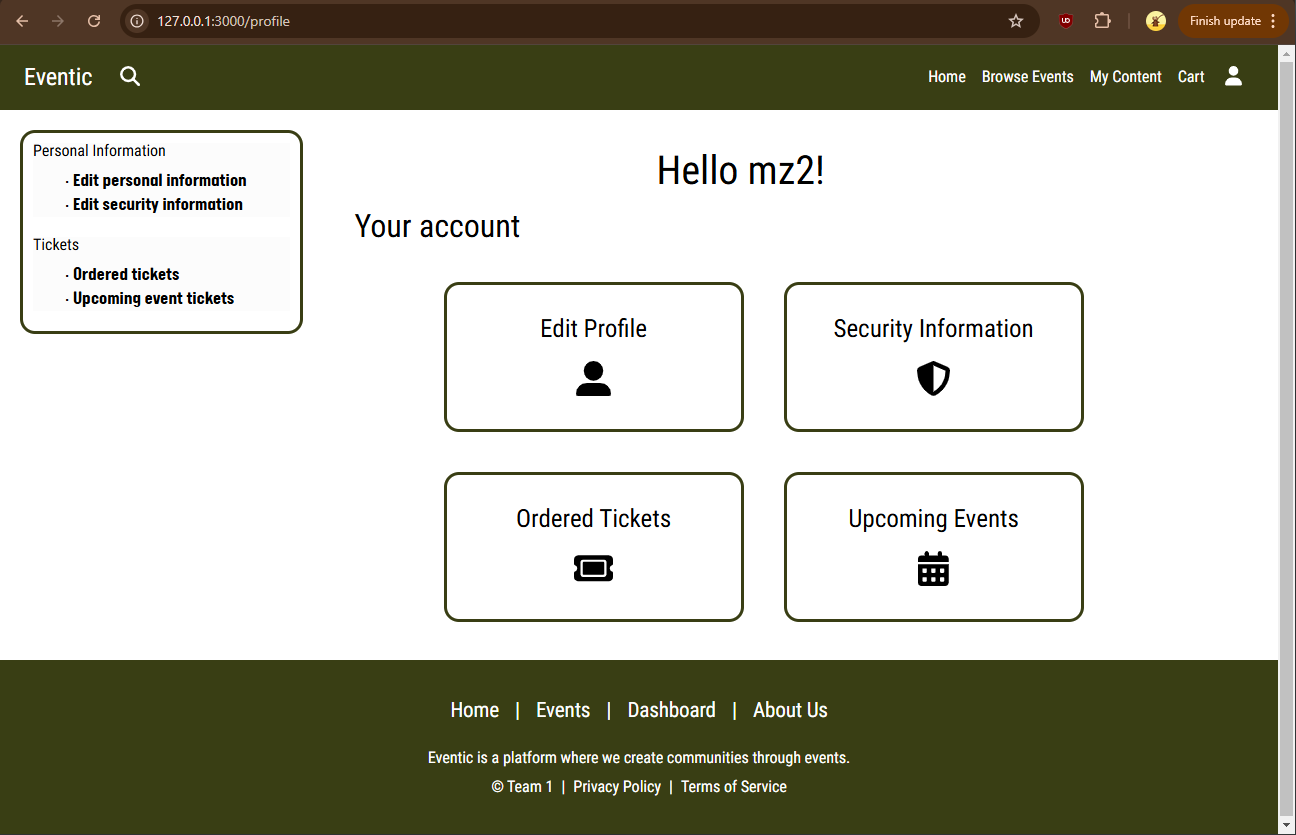 127.0.0.1:3000/profile
Finish update
Eventic
Home Browse Events My Content Cart
Personal Information
· Edit personal information
· Edit security information
Tickets
· Ordered tickets
· Upcoming event tickets
Hello mz2!
Your account
Edit Profile
Security Information
Ordered Tickets
Upcoming Events
Home | Events | Dashboard | About Us
Eventic is a platform where we create communities through events.
© Team 1 | Privacy Policy | Terms of Service